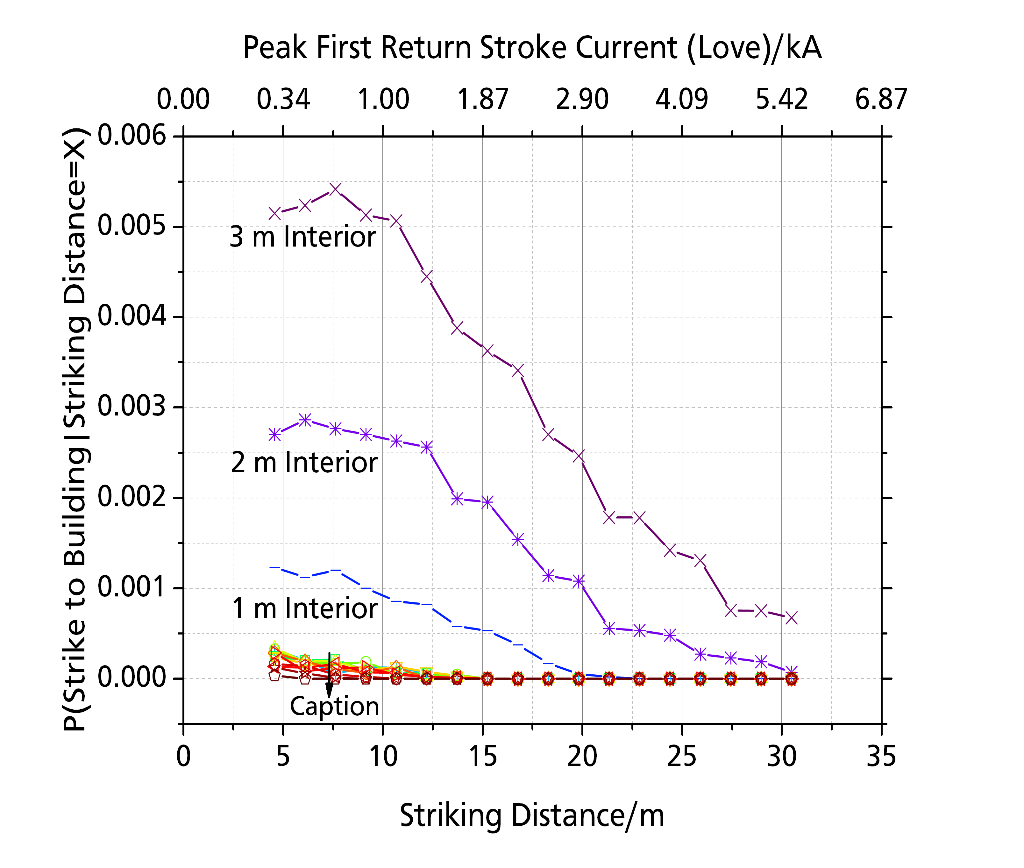 Peak First Return Stroke Current (Love)/kA
0.00 0.34 1.00 1.87 2.90 4.09 5.42 6.87
P(Strike to Building|Striking Distance=X)
0.006
0.005
3 m Interior
0.004
0.003
2 m Interior
0.002
0.001
1 m Interior
0.000
Caption
0 5 10 15 20 25 30 35
Striking Distance/m